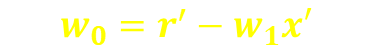 w₀ = r′ − w₁x′